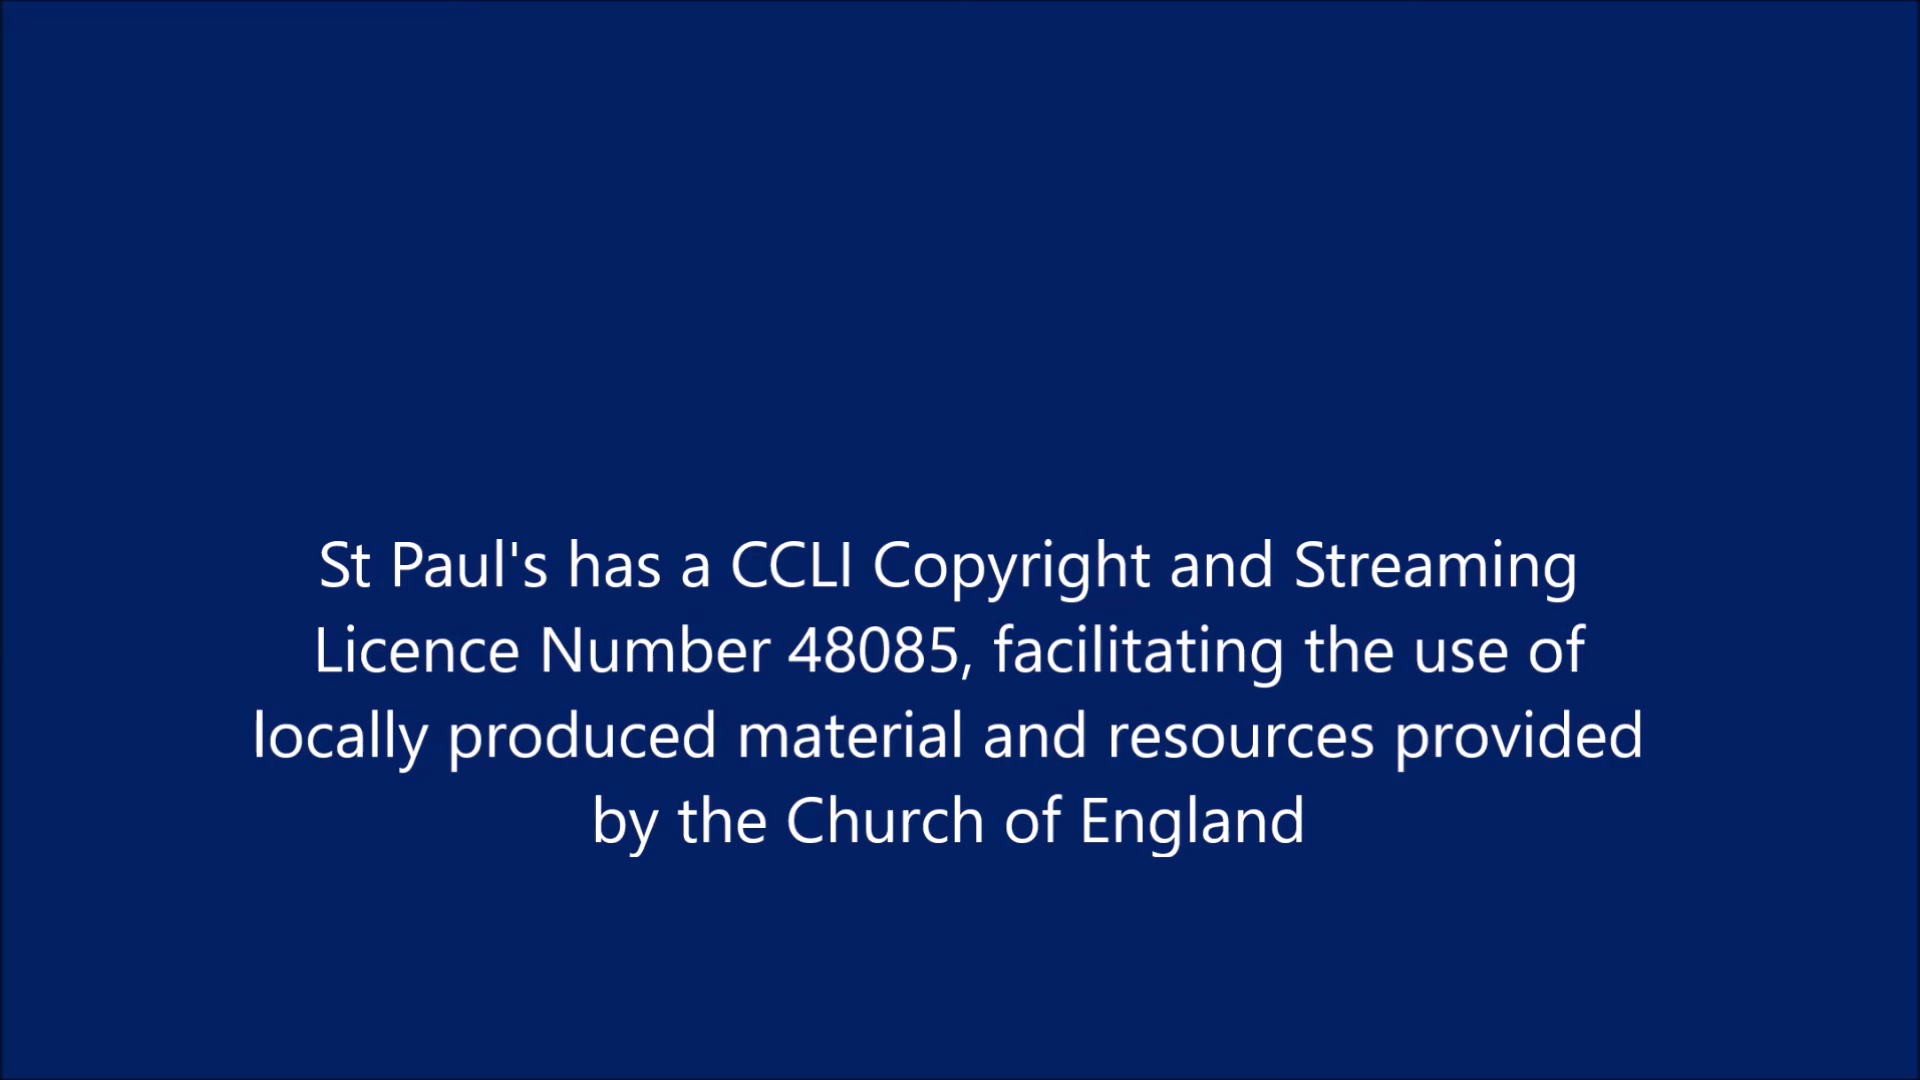 St Paul's has a CCLI Copyright and Streaming
Licence Number 48085, facilitating the use of
locally produced material and resources provided
by the Church of England